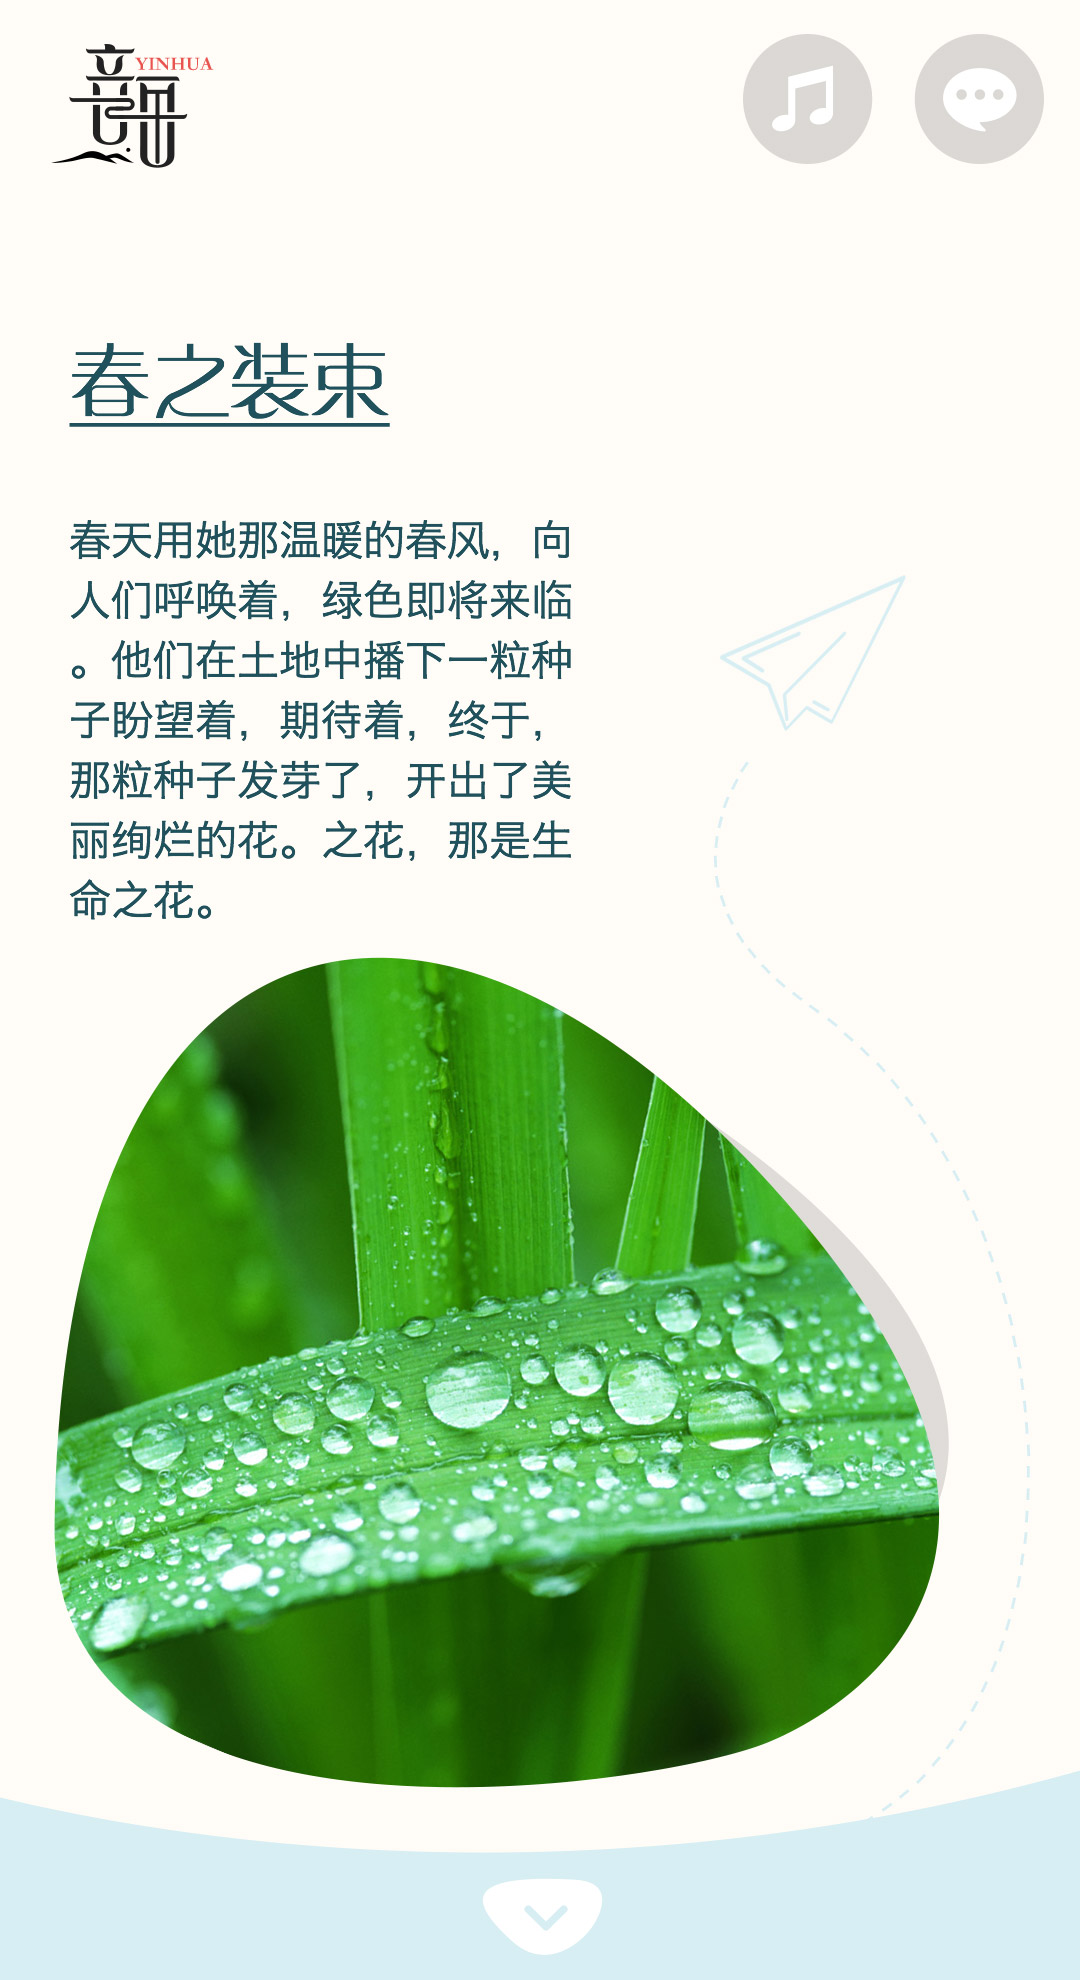 YINHUA
春之装束
春天用她那温暖的春风，向
人们呼唤着，绿色即将来临
。他们在土地中播下一粒种
子盼望着，期待着，终于，
那粒种子发芽了，开出了美
丽绚烂的花。之花，那是生
命之花。